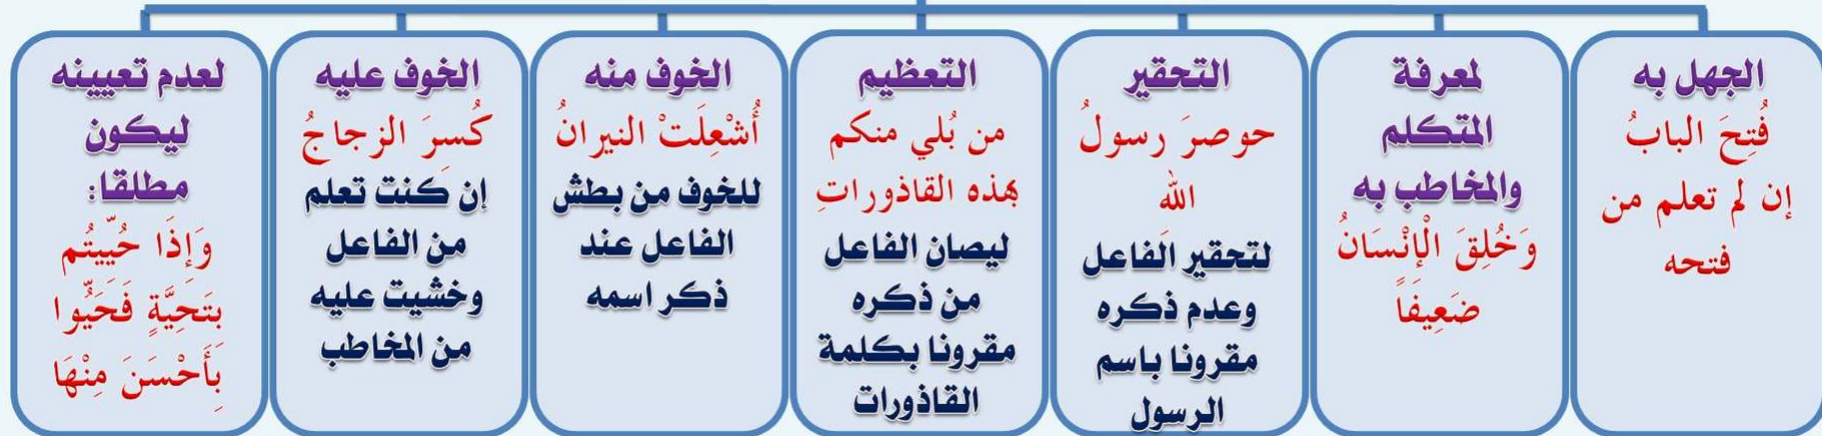 الجهل به
فُتِحَ البابُ
إن لم تعلم من
فتحه
لمعرفة
المتكلم
والمخاطب به
وَخُلِقَ الْإِنْسَانُ
ضَعِيفًا
التحقير
حوصرَ رسولُ
الله
لتحقير الفاعل
وعدم ذكره
مقرونا باسم
الرسول
التعظيم
من بُلي منكم
بهذه القاذوراتِ
ليصان الفاعل
من ذكره
مقرونا بكلمة
القاذورات
الخوف منه
أُشْعِلَتْ النيرانُ
للخوف من بطش
الفاعل عند
ذكر اسمه
الخوف عليه
كُسِرَ الزجاجُ
إن كنت تعلم
من الفاعل
وخشيت عليه
من المخاطب
لعدم تعيينه
ليكون
مطلقا:
وَإِذَا حُيِّيتُم
بِتَحِيَّةٍ فَحَيُّوا
بِأَحْسَنَ مِنْهَا